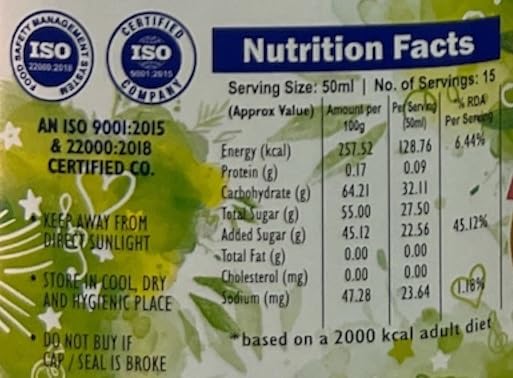 FOOD SAFETY MANAGEMENT SYSTEM
ISO
22000:2018
CERTIFIED
ISO
9001:2015
COMPANY
AN ISO 9001:2015
& 22000:2018
CERTIFIED CO.
• KEEP AWAY FROM
DIRECT SUNLIGHT
• STORE IN COOL, DRY
AND HYGIENIC PLACE
• DO NOT BUY IF
CAP / SEAL IS BROKE
Nutrition Facts
Serving Size: 50ml | No. of Servings: 15
(Approx Value) Amount per 100g Per Serving (50ml) % RDA Per Serving
Energy (kcal) 257.52 128.76 6.44%
Protein (g) 0.17 0.09
Carbohydrate (g) 64.21 32.11
Total Sugar (g) 55.00 27.50
Added Sugar (g) 45.12 22.56 45.12%
Total Fat (g) 0.00 0.00
Cholesterol (mg) 0.00 0.00
Sodium (mg) 47.28 23.64 1.18%
*based on a 2000 kcal adult diet